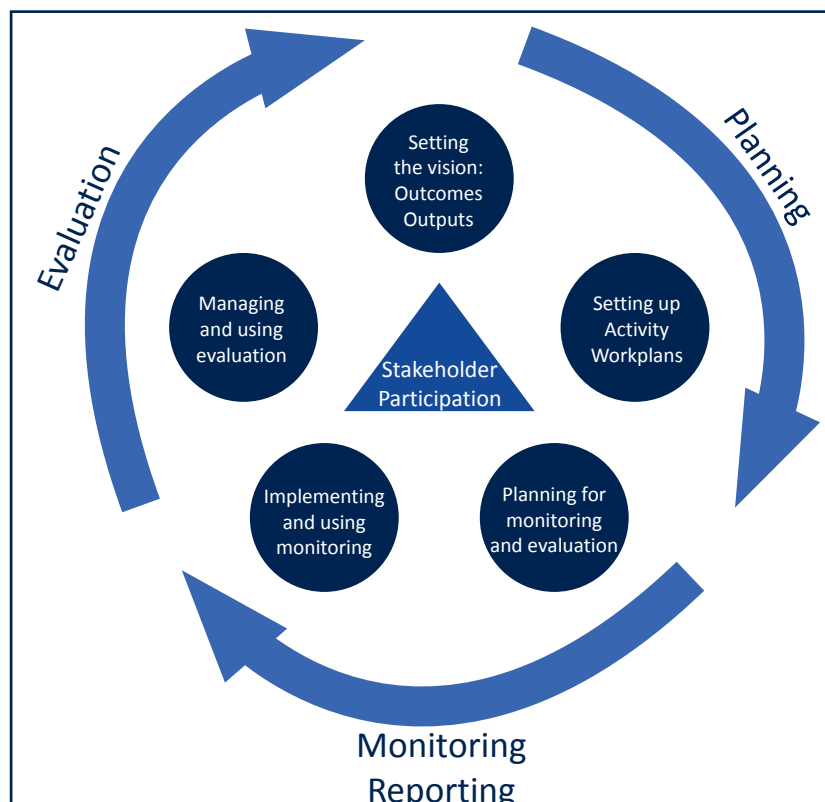 Evaluation
Planning
Setting
the vision:
Outcomes
Outputs
Managing
and using
evaluation
Setting up
Activity
Workplans
Stakeholder
Participation
Implementing
and using
monitoring
Planning for
monitoring
and evaluation
Monitoring
Reporting